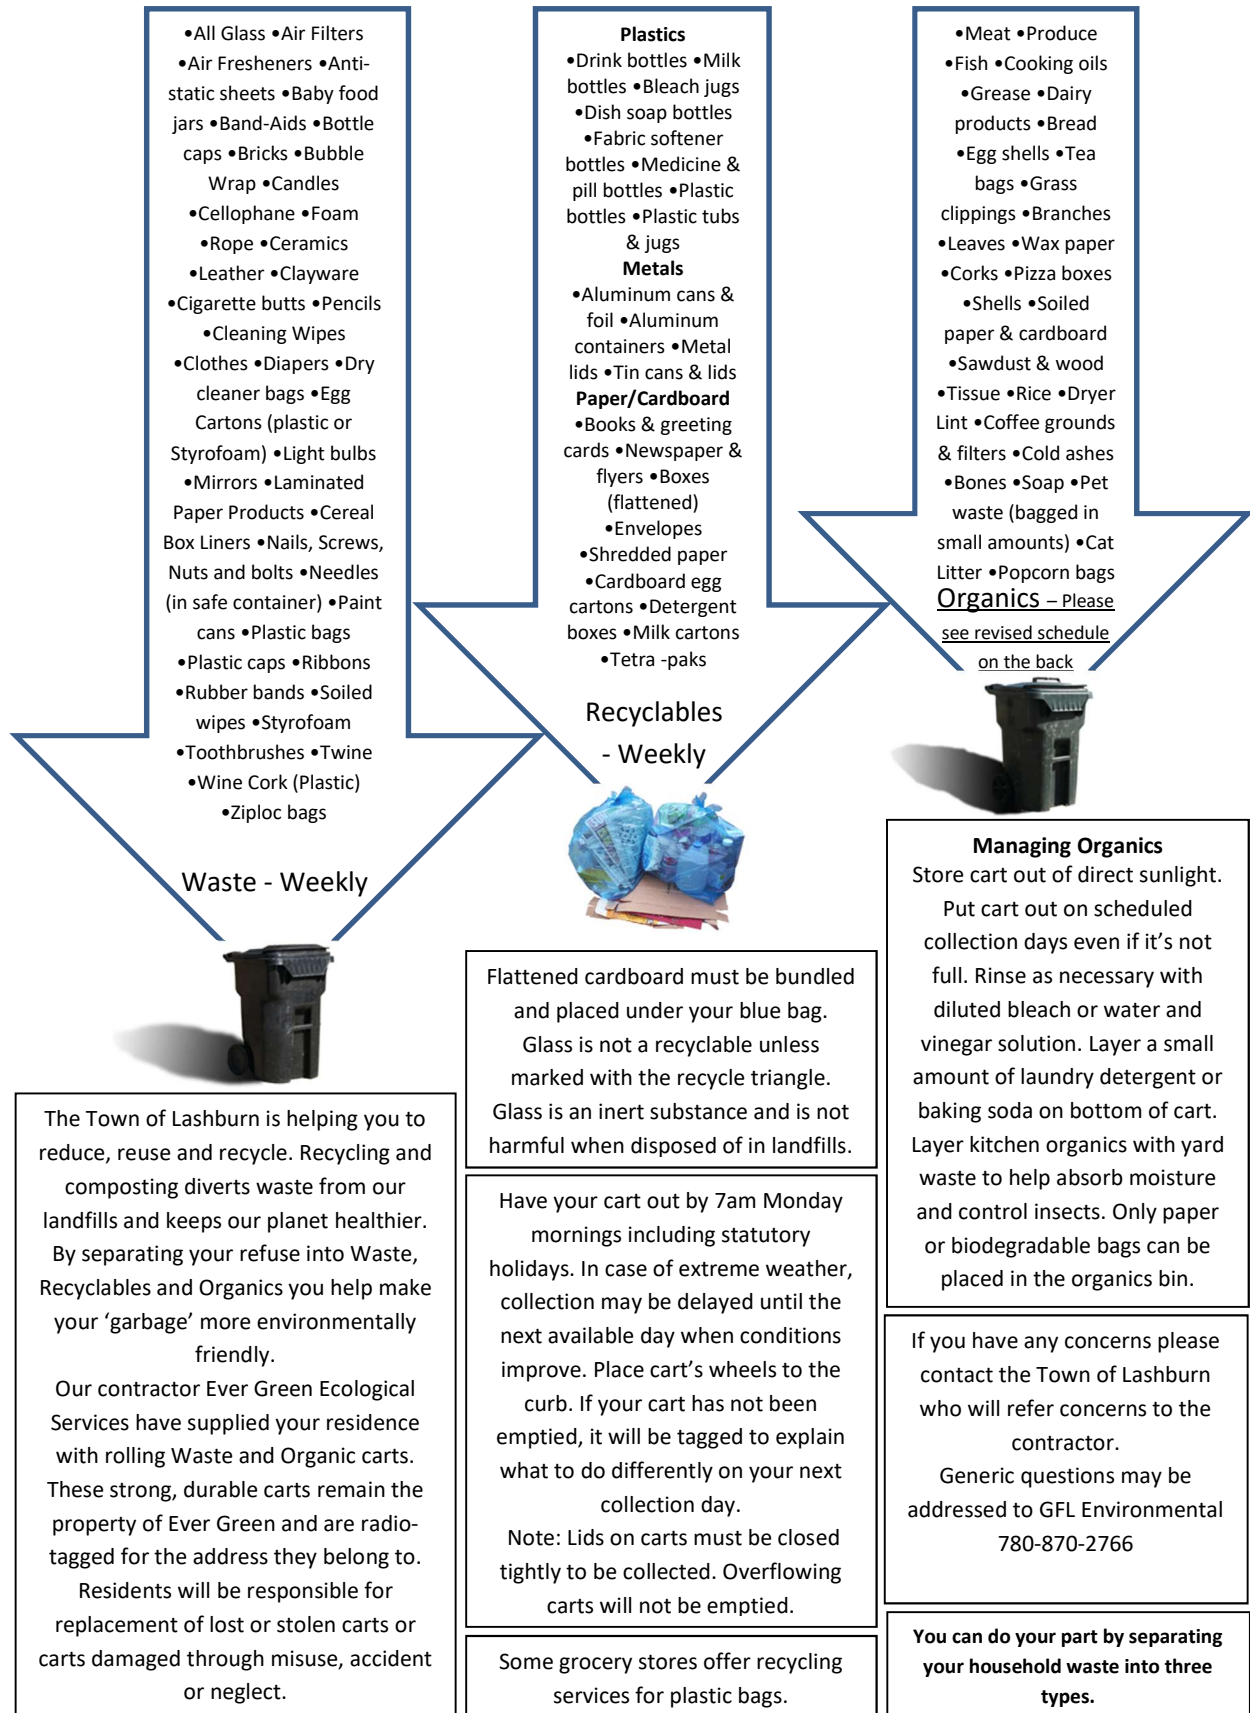 •All Glass •Air Filters
•Air Fresheners •Anti-
static sheets •Baby food
jars •Band-Aids •Bottle
caps •Bricks •Bubble
Wrap •Candles
•Cellophane •Foam
•Rope •Ceramics
•Leather •Clayware
•Cigarette butts •Pencils
•Cleaning Wipes
•Clothes •Diapers •Dry
cleaner bags •Egg
Cartons (plastic or
Styrofoam) •Light bulbs
•Mirrors •Laminated
Paper Products •Cereal
Box Liners •Nails, Screws,
Nuts and bolts •Needles
(in safe container) •Paint
cans •Plastic bags
•Plastic caps •Ribbons
•Rubber bands •Soiled
wipes •Styrofoam
•Toothbrushes •Twine
•Wine Cork (Plastic)
•Ziploc bags
Waste - Weekly
Plastics
•Drink bottles •Milk
bottles •Bleach jugs
•Dish soap bottles
•Fabric softener
bottles •Medicine &
pill bottles •Plastic
bottles •Plastic tubs
& jugs
Metals
•Aluminum cans &
foil •Aluminum
containers •Metal
lids •Tin cans & lids
Paper/Cardboard
•Books & greeting
cards •Newspaper &
flyers •Boxes
(flattened)
•Envelopes
•Shredded paper
•Cardboard egg
cartons •Detergent
boxes •Milk cartons
•Tetra -paks
Recyclables
- Weekly
•Meat •Produce
•Fish •Cooking oils
•Grease •Dairy
products •Bread
•Egg shells •Tea
bags •Grass
clippings •Branches
•Leaves •Wax paper
•Corks •Pizza boxes
•Shells •Soiled
paper & cardboard
•Sawdust & wood
•Tissue •Rice •Dryer
Lint •Coffee grounds
& filters •Cold ashes
•Bones •Soap •Pet
waste (bagged in
small amounts) •Cat
Litter •Popcorn bags
Organics – Please
see revised schedule
on the back
The Town of Lashburn is helping you to
reduce, reuse and recycle. Recycling and
composting diverts waste from our
landfills and keeps our planet healthier.
By separating your refuse into Waste,
Recyclables and Organics you help make
your ‘garbage’ more environmentally
friendly.
Our contractor Ever Green Ecological
Services have supplied your residence
with rolling Waste and Organic carts.
These strong, durable carts remain the
property of Ever Green and are radio-
tagged for the address they belong to.
Residents will be responsible for
replacement of lost or stolen carts or
carts damaged through misuse, accident
or neglect.
Flattened cardboard must be bundled
and placed under your blue bag.
Glass is not a recyclable unless
marked with the recycle triangle.
Glass is an inert substance and is not
harmful when disposed of in landfills.
Have your cart out by 7am Monday
mornings including statutory
holidays. In case of extreme weather,
collection may be delayed until the
next available day when conditions
improve. Place cart’s wheels to the
curb. If your cart has not been
emptied, it will be tagged to explain
what to do differently on your next
collection day.
Note: Lids on carts must be closed
tightly to be collected. Overflowing
carts will not be emptied.
Some grocery stores offer recycling
services for plastic bags.
Managing Organics
Store cart out of direct sunlight.
Put cart out on scheduled
collection days even if it’s not
full. Rinse as necessary with
diluted bleach or water and
vinegar solution. Layer a small
amount of laundry detergent or
baking soda on bottom of cart.
Layer kitchen organics with yard
waste to help absorb moisture
and control insects. Only paper
or biodegradable bags can be
placed in the organics bin.
If you have any concerns please
contact the Town of Lashburn
who will refer concerns to the
contractor.
Generic questions may be
addressed to GFL Environmental
780-870-2766
You can do your part by separating
your household waste into three
types.